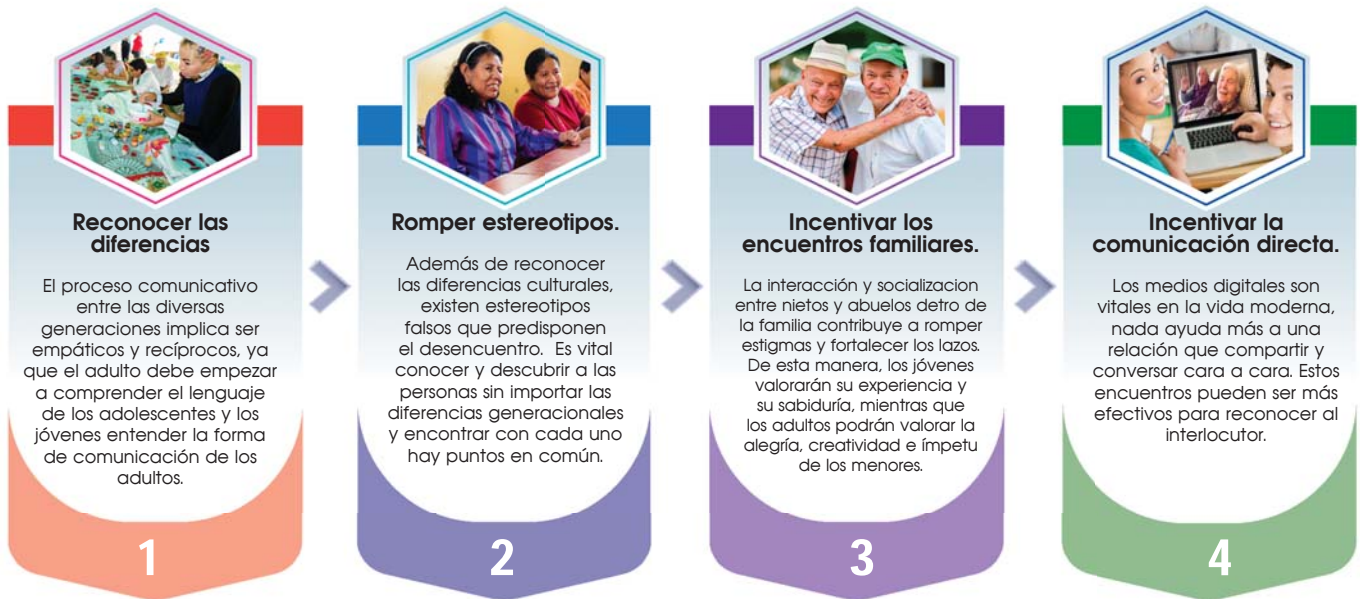 Reconocer las
diferencias
El proceso comunicativo
entre las diversas
generaciones implica ser
empáticos y recíprocos, ya
que el adulto debe empezar
a comprender el lenguaje
de los adolescentes y los
jóvenes entender la forma
de comunicación de los
adultos.
1
Romper estereotipos.
Además de reconocer
las diferencias culturales,
existen estereotipos
falsos que predisponen
el desencuentro. Es vital
conocer y descubrir a las
personas sin importar las
diferencias generacionales
y encontrar con cada uno
hay puntos en común.
2
Incentivar los
encuentros familiares.
La interacción y socializacion
entre nietos y abuelos detro de
la familia contribuye a romper
estigmas y fortalecer los lazos.
De esta manera, los jóvenes
valorarán su experiencia y
su sabiduría, mientras que
los adultos podrán valorar la
alegría, creatividad e ímpetu
de los menores.
3
Incentivar la
comunicación directa.
Los medios digitales son
vitales en la vida moderna,
nada ayuda más a una
relación que compartir y
conversar cara a cara. Estos
encuentros pueden ser más
efectivos para reconocer al
interlocutor.
4